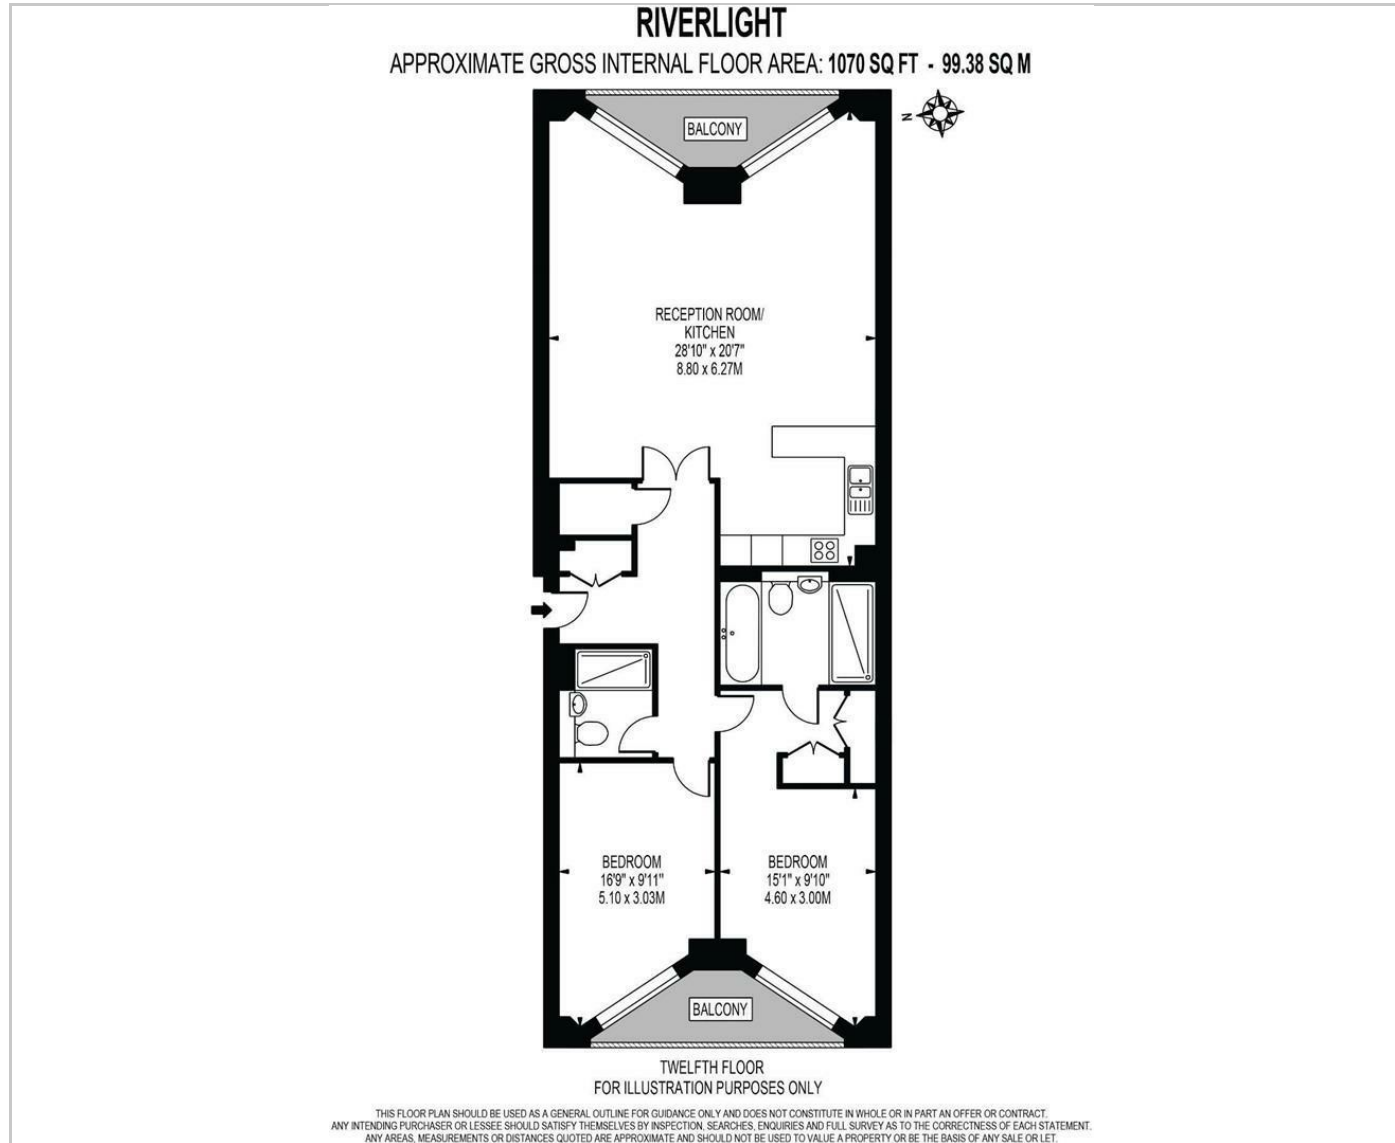 RIVERLIGHT
APPROXIMATE GROSS INTERNAL FLOOR AREA: 1070 SQ FT - 99.38 SQ M
BALCONY
N
RECEPTION ROOM/
KITCHEN
28'10" x 20'7"
8.80 x 6.27M
BEDROOM
16'9" x 9'11"
5.10 x 3.03M
BEDROOM
15'1" x 9'10"
4.60 x 3.00M
BALCONY
TWELFTH FLOOR
FOR ILLUSTRATION PURPOSES ONLY
THIS FLOOR PLAN SHOULD BE USED AS A GENERAL OUTLINE FOR GUIDANCE ONLY AND DOES NOT CONSTITUTE IN WHOLE OR IN PART AN OFFER OR CONTRACT.
ANY INTENDING PURCHASER OR LESSEE SHOULD SATISFY THEMSELVES BY INSPECTION, SEARCHES, ENQUIRIES AND FULL SURVEY AS TO THE CORRECTNESS OF EACH STATEMENT.
ANY AREAS, MEASUREMENTS OR DISTANCES QUOTED ARE APPROXIMATE AND SHOULD NOT BE USED TO VALUE A PROPERTY OR BE THE BASIS OF ANY SALE OR LET.